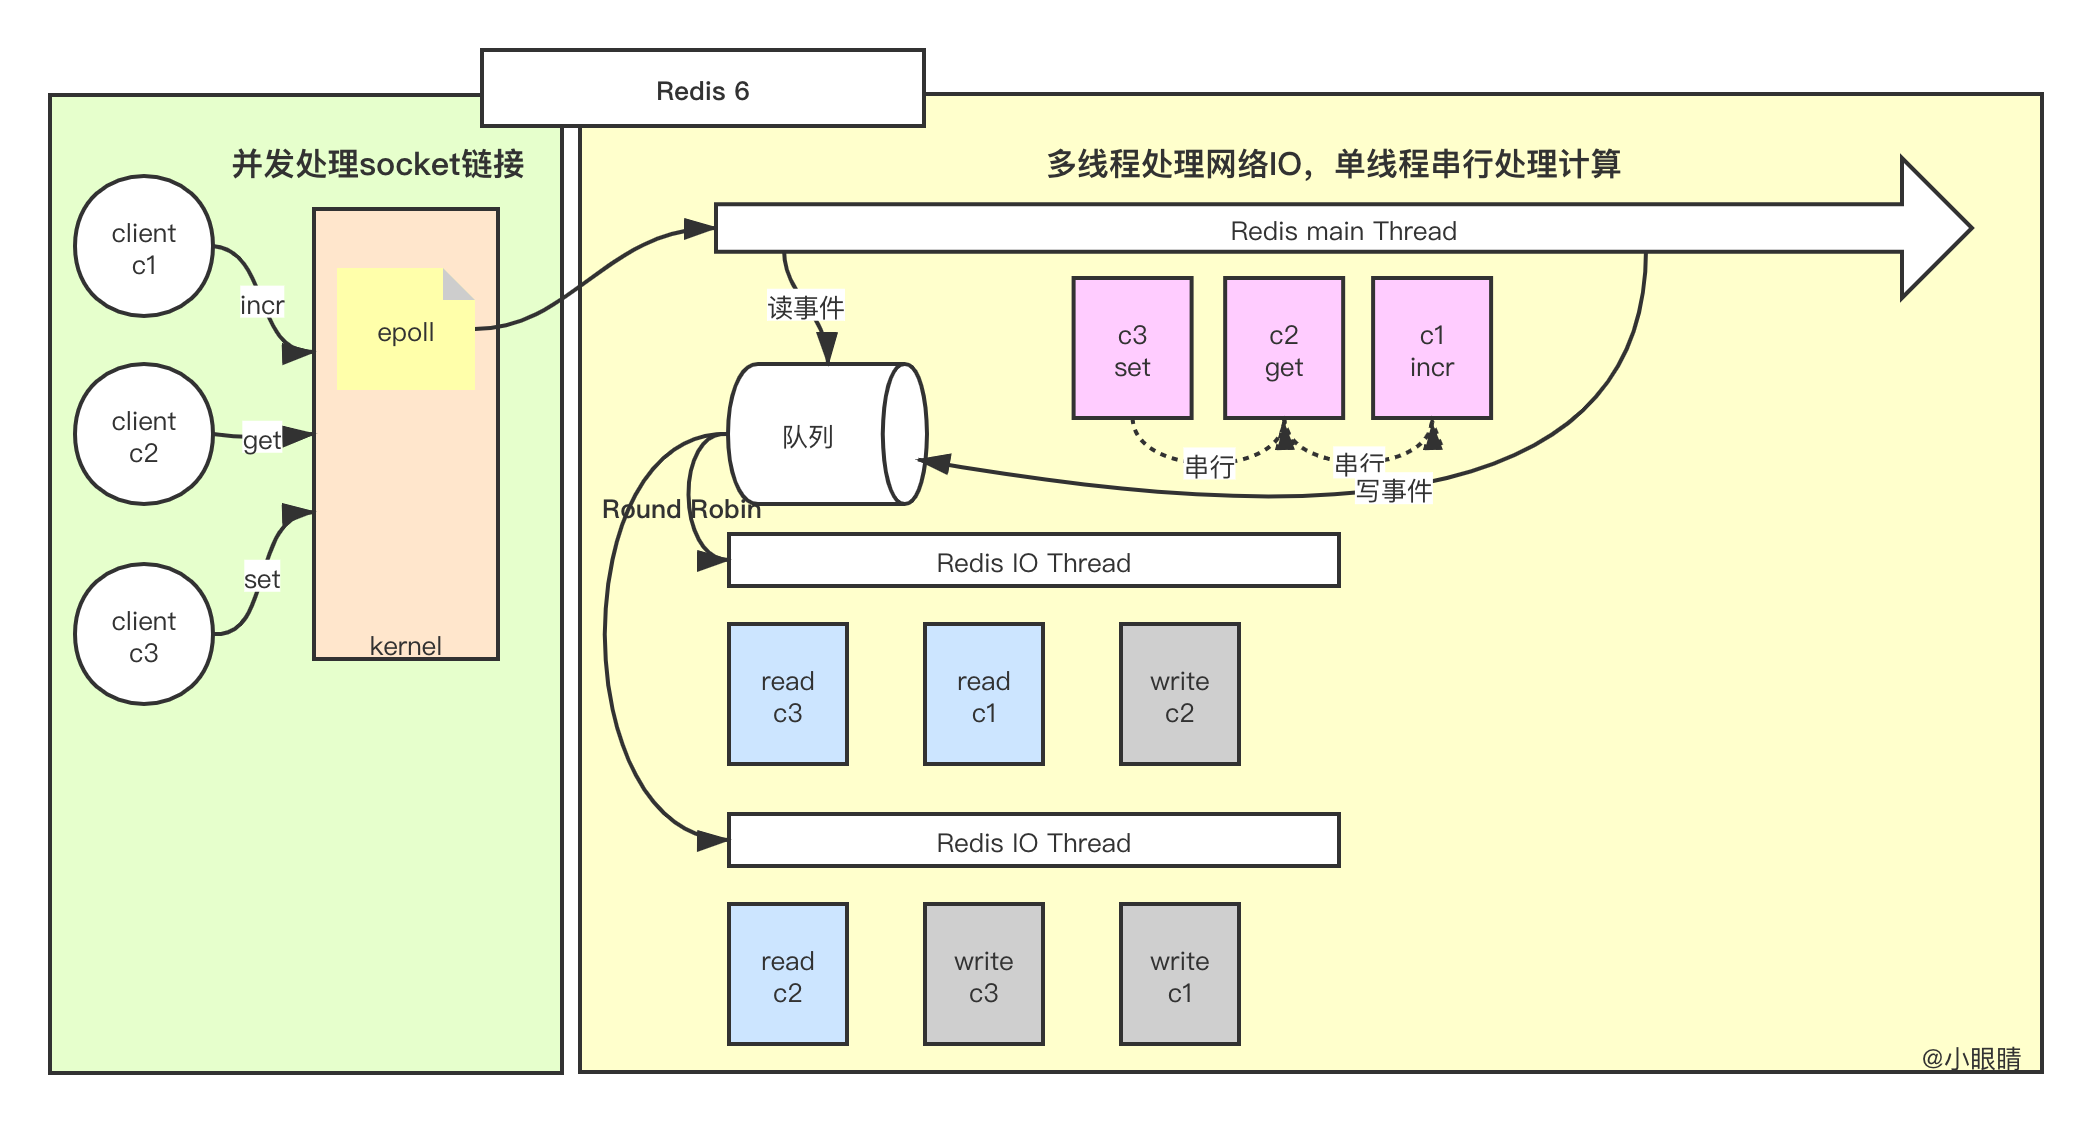 Redis 6
并发处理socket链接
client
c1
incr
client
c2
get
client
c3
set
epoll
kernel
多线程处理网络IO，单线程串行处理计算
Redis main Thread
读事件
c3
set
c2
get
c1
incr
队列
串行
串行
写事件
Round Robin
Redis IO Thread
read
c3
read
c1
write
c2
Redis IO Thread
read
c2
write
c3
write
c1
@小眼睛